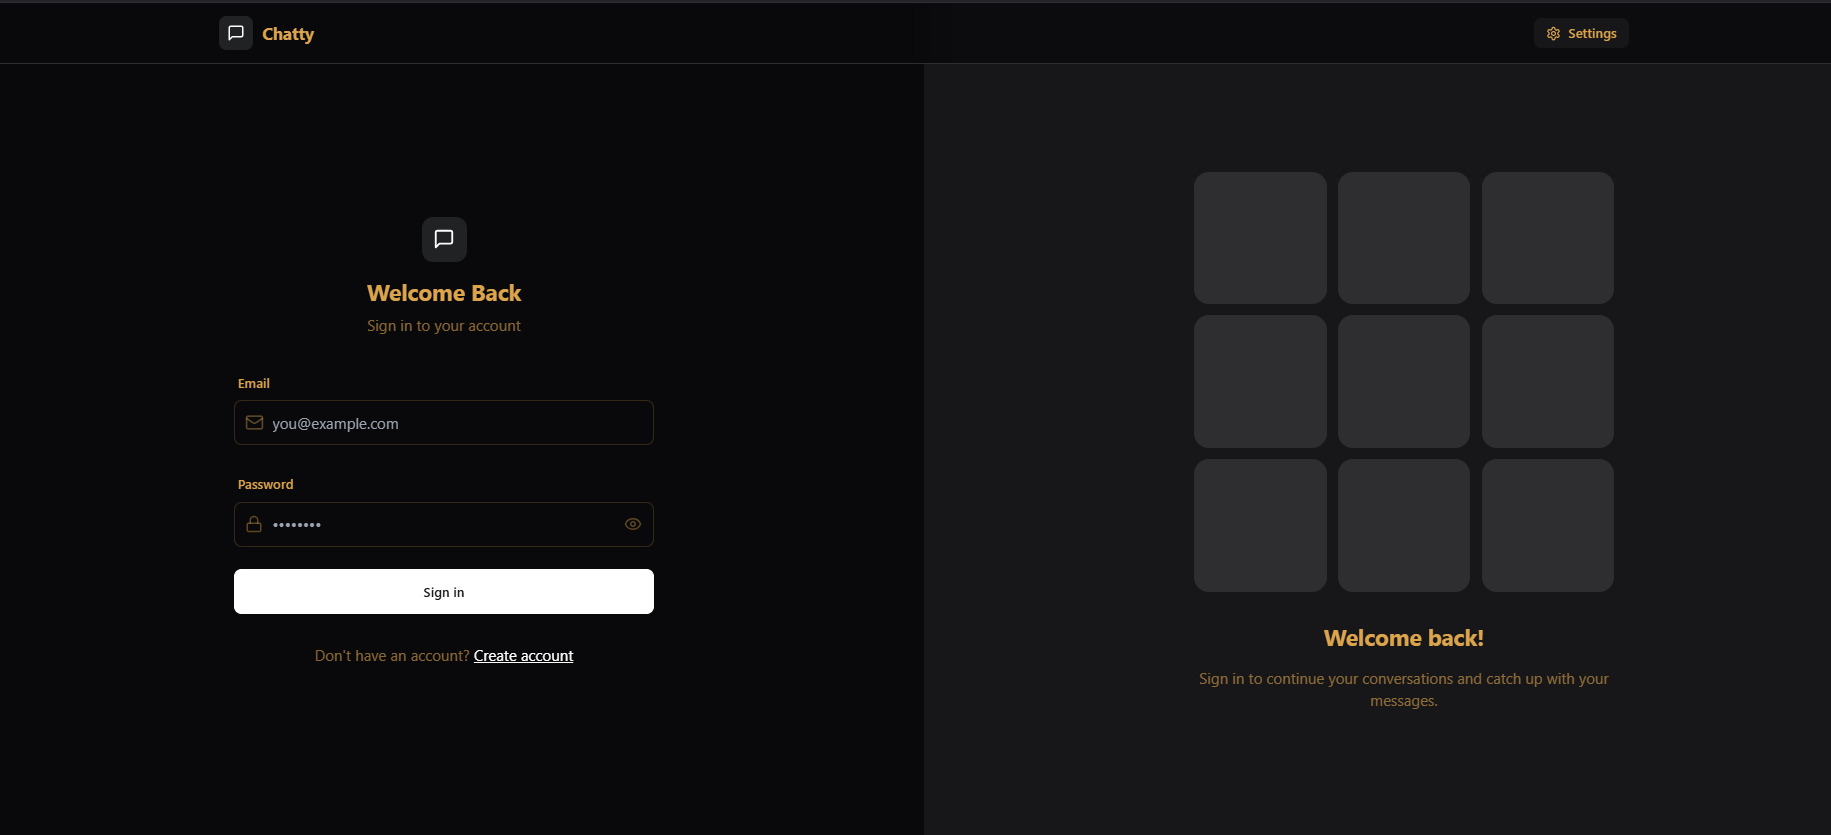 Chatty
Settings
Welcome Back
Sign in to your account
Email
you@example.com
Password
••••••••
Sign in
Don't have an account? Create account
Welcome back!
Sign in to continue your conversations and catch up with your
messages.